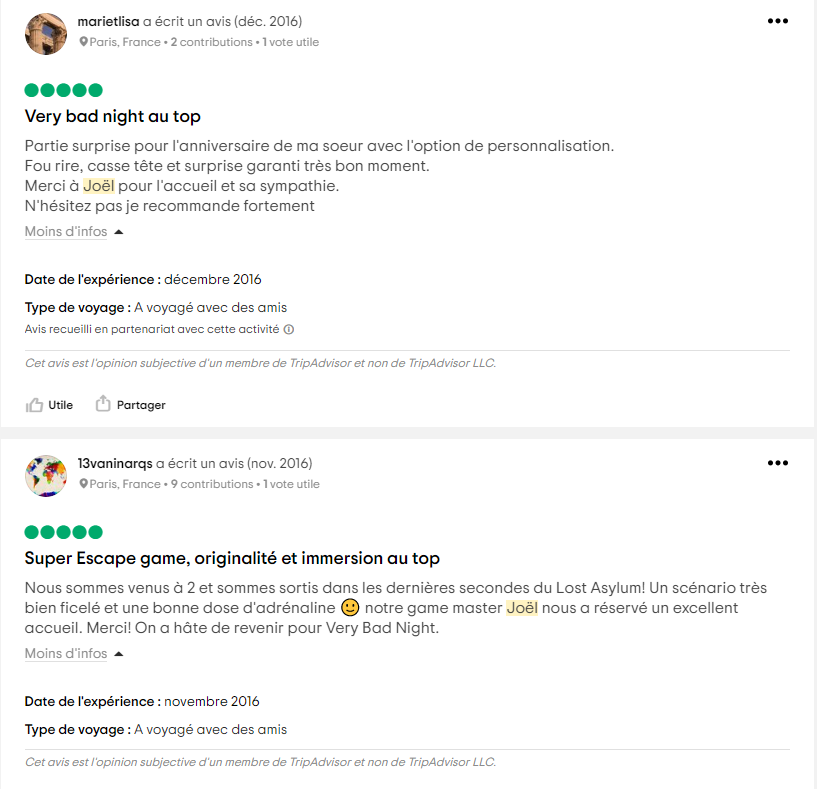 marietlisa a écrit un avis (déc. 2016)
Paris, France • 2 contributions • 1 vote utile
Very bad night au top
Partie surprise pour l'anniversaire de ma soeur avec l'option de personnalisation.
Fou rire, casse tête et surprise garanti très bon moment.
Merci à Joël pour l'accueil et sa sympathie.
N'hésitez pas je recommande fortement
Moins d'infos
Date de l'expérience : décembre 2016
Type de voyage : A voyagé avec des amis
Avis recueilli en partenariat avec cette activité
Cet avis est l'opinion subjective d'un membre de TripAdvisor et non de TripAdvisor LLC.
Utile Partager
13vaninarqs a écrit un avis (nov. 2016)
Paris, France • 9 contributions • 1 vote utile
Super Escape game, originalité et immersion au top
Nous sommes venus à 2 et sommes sortis dans les dernières secondes du Lost Asylum! Un scénario très
bien ficelé et une bonne dose d'adrénaline 🙂 notre game master Joël nous a réservé un excellent
accueil. Merci! On a hâte de revenir pour Very Bad Night.
Moins d'infos
Date de l'expérience : novembre 2016
Type de voyage : A voyagé avec des amis
Cet avis est l'opinion subjective d'un membre de TripAdvisor et non de TripAdvisor LLC.